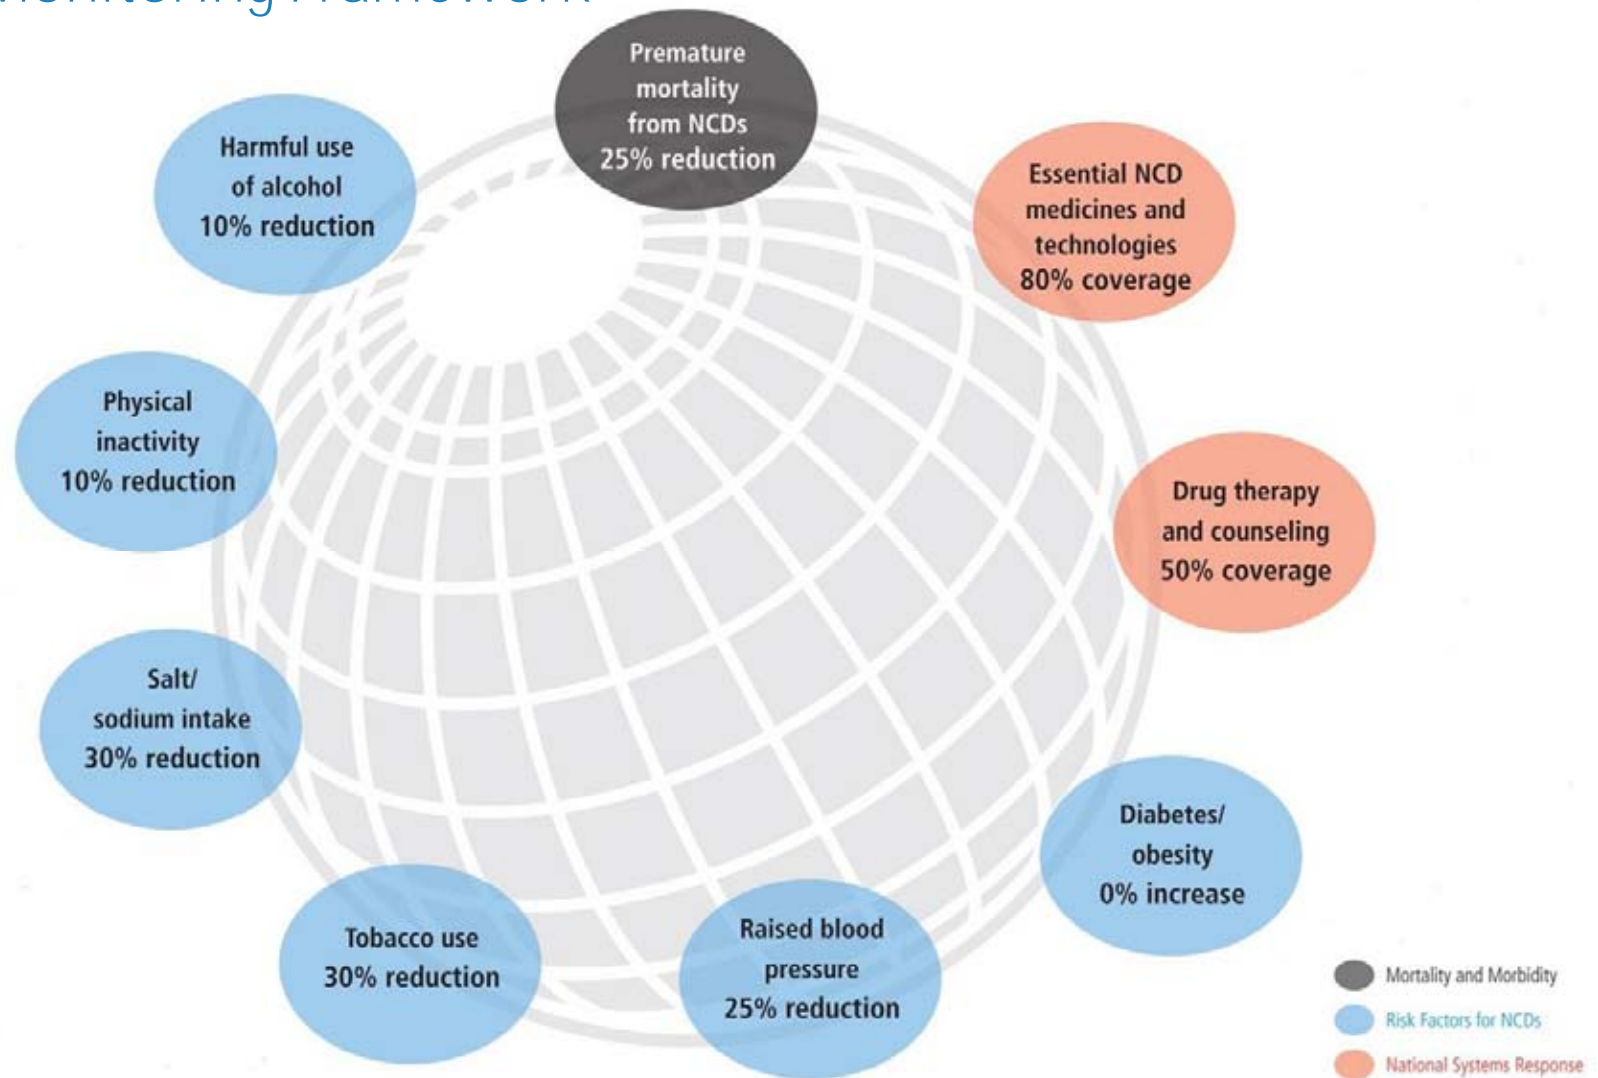 Monitoring Framework
Premature
mortality
from NCDs
25% reduction
Harmful use
of alcohol
10% reduction
Essential NCD
medicines and
technologies
80% coverage
Physical
inactivity
10% reduction
Drug therapy
and counseling
50% coverage
Salt/
sodium intake
30% reduction
Diabetes/
obesity
0% increase
Tobacco use
30% reduction
Raised blood
pressure
25% reduction
Mortality and Morbidity
Risk Factors for NCDs
National Systems Response